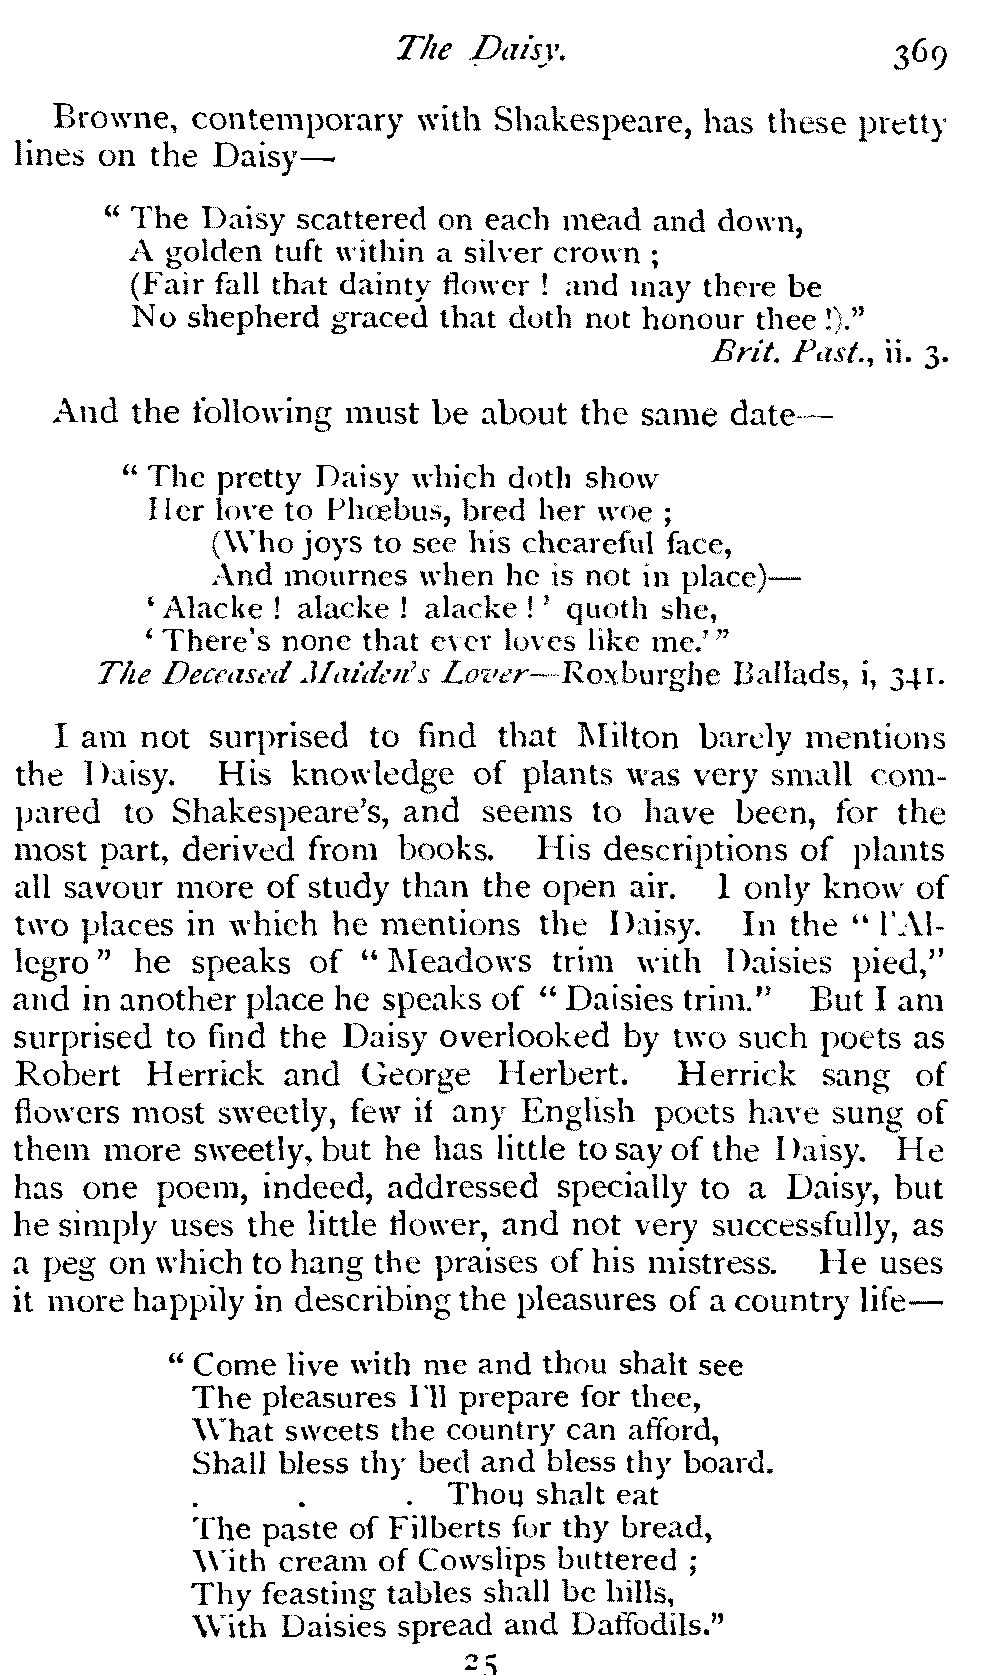 The Daisy. 369
Browne, contemporary with Shakespeare, has these pretty
lines on the Daisy—
“ The Daisy scattered on each mead and down,
A golden tuft within a silver crown ;
(Fair fall that dainty flower ! and may there be
No shepherd graced that doth not honour thee !).”
Brit. Past., ii. 3.
And the following must be about the same date—
“ The pretty Daisy which doth show
Her love to Phœbus, bred her woe ;
(Who joys to see his cheareful face,
And mournes when he is not in place)—
‘ Alacke ! alacke ! alacke ! ’ quoth she,
‘ There’s none that ever loves like me.’ ”
The Deceased Maiden’s Lover—Roxburghe Ballads, i, 341.
I am not surprised to find that Milton barely mentions
the Daisy. His knowledge of plants was very small com-
pared to Shakespeare’s, and seems to have been, for the
most part, derived from books. His descriptions of plants
all savour more of study than the open air. I only know of
two places in which he mentions the Daisy. In the “ l’Al-
legro ” he speaks of “ Meadows trim with Daisies pied,”
and in another place he speaks of “ Daisies trim.” But I am
surprised to find the Daisy overlooked by two such poets as
Robert Herrick and George Herbert. Herrick sang of
flowers most sweetly, few if any English poets have sung of
them more sweetly, but he has little to say of the Daisy. He
has one poem, indeed, addressed specially to a Daisy, but
he simply uses the little flower, and not very successfully, as
a peg on which to hang the praises of his mistress. He uses
it more happily in describing the pleasures of a country life—
“ Come live with me and thou shalt see
The pleasures I’ll prepare for thee,
What sweets the country can afford,
Shall bless thy bed and bless thy board.
. . . Thou shalt eat
The paste of Filberts for thy bread,
With cream of Cowslips buttered ;
Thy feasting tables shall be hills,
With Daisies spread and Daffodils.”
25